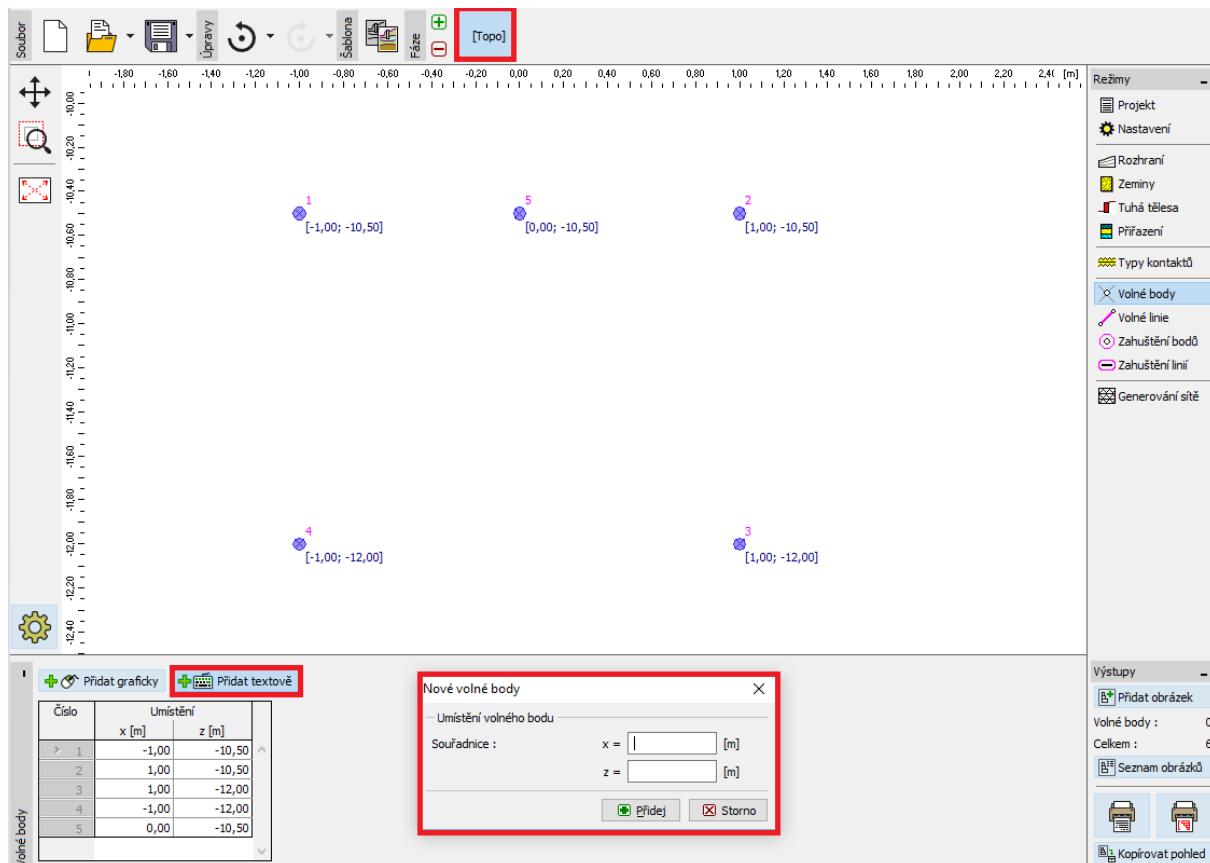 Soubor
Úpravy
Šablona
Fáze
[Topo]
-1,80 -1,60 -1,40 -1,20 -1,00 -0,80 -0,60 -0,40 -0,20 0,00 0,20 0,40 0,60 0,80 1,00 1,20 1,40 1,60 1,80 2,00 2,20 2,4( [m]
-10,00
-10,20
-10,40
-10,60
-10,80
-11,00
-11,20
-11,40
-11,60
-11,80
-12,00
-12,20
-12,40
1
[-1,00; -10,50]
5
[0,00; -10,50]
2
[1,00; -10,50]
4
[-1,00; -12,00]
3
[1,00; -12,00]
Režimy
Projekt
Nastavení
Rozhraní
Zeminy
Tuhá tělesa
Přiřazení
Typy kontaktů
Volné body
Volné linie
Zahuštění bodů
Zahuštění linií
Generování sítě
Volné body
Přidat graficky
Přidat textově
Číslo Umístění
x [m] z [m]
1 -1,00 -10,50
2 1,00 -10,50
3 1,00 -12,00
4 -1,00 -12,00
5 0,00 -10,50
Nové volné body
Umístění volného bodu
Souřadnice : x = [m]
z = [m]
Přidej Storno
Výstupy
Přidat obrázek
Volné body : 0
Celkem : 6
Seznam obrázků
Kopírovat pohled